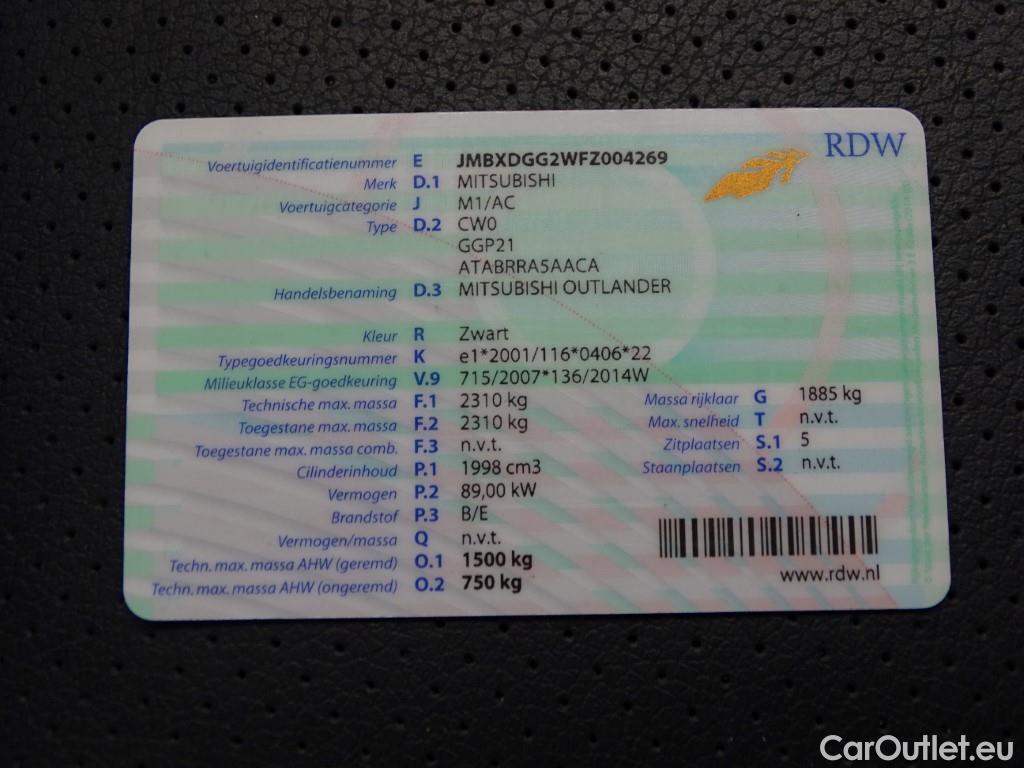 RDW
Voertuigidentificatienummer E JMBXDGG2WFZ004269
Merk D.1 MITSUBISHI
Voertuigcategorie J M1/AC
Type D.2 CW0
GGP21
ATABRRA5AACA
Handelsbenaming D.3 MITSUBISHI OUTLANDER
Kleur R Zwart
Typegoedkeuringsnummer K e1*2001/116*0406*22
Milieuklasse EG-goedkeuring V.9 715/2007*136/2014W
Technische max. massa F.1 2310 kg
Toegestane max. massa F.2 2310 kg
Toegestane max. massa comb. F.3 n.v.t.
Cilinderinhoud P.1 1998 cm3
Vermogen P.2 89,00 kW
Brandstof P.3 B/E
Vermogen/massa Q n.v.t.
Techn. max. massa AHW (geremd) O.1 1500 kg
Techn. max. massa AHW (ongeremd) O.2 750 kg
Massa rijklaar G 1885 kg
Max. snelheid T n.v.t.
Zitplaatsen S.1 5
Staanplaatsen S.2 n.v.t.
www.rdw.nl
CarOutlet.eu